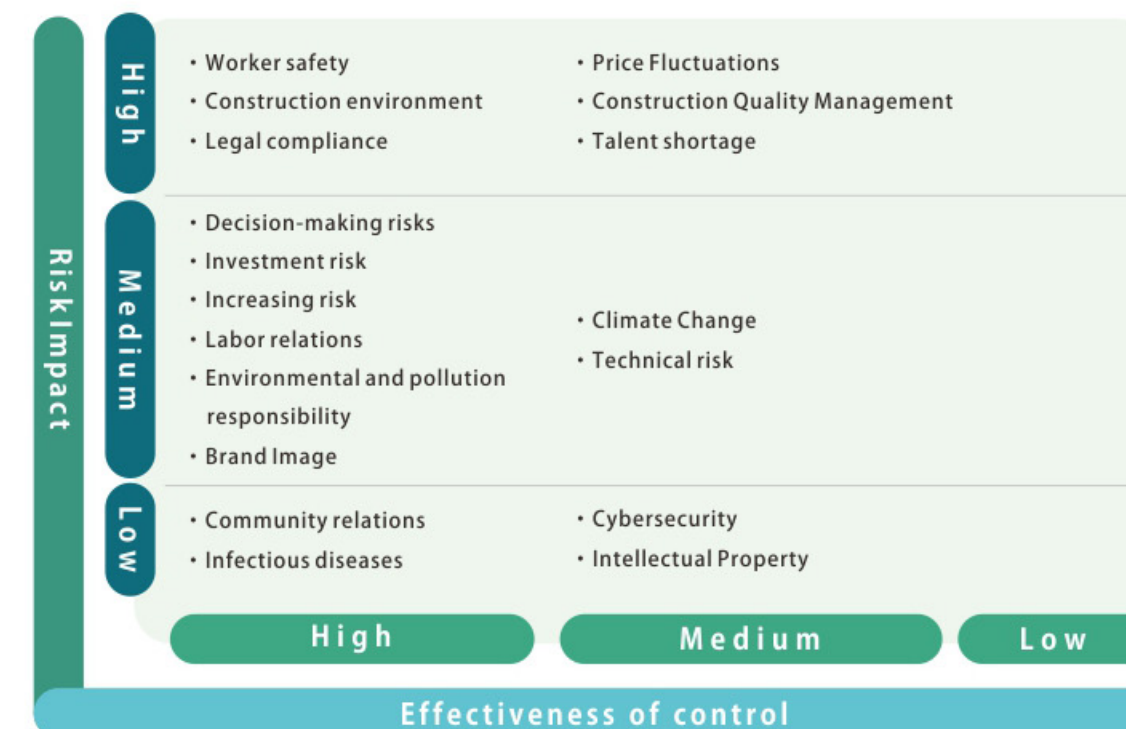 Risk Impact
High
• Worker safety
• Construction environment
• Legal compliance
• Price Fluctuations
• Construction Quality Management
• Talent shortage
Medium
• Decision-making risks
• Investment risk
• Increasing risk
• Labor relations
• Environmental and pollution
responsibility
• Brand Image
• Climate Change
• Technical risk
Low
• Community relations
• Infectious diseases
• Cybersecurity
• Intellectual Property
High
Medium
Low
Effectiveness of control